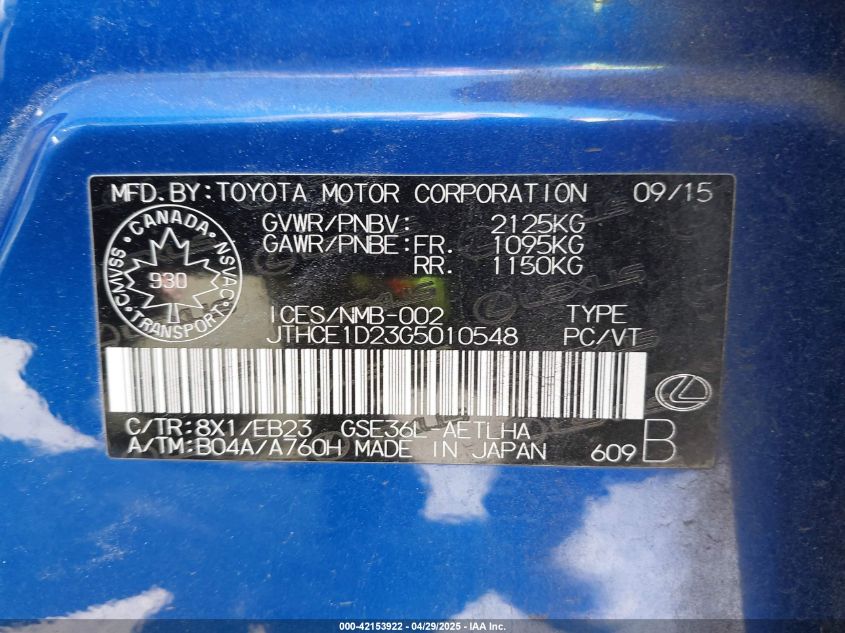 MFD.BY:TOYOTA MOTOR CORPORATION 09/15
GVWR/PNBV: 2125KG
GAWR/PNBE:FR. 1095KG
RR. 1150KG
CANADA
CMVSS 930 NSVAC
TRANSPORT
LEXUS
ICES/NMB-002 TYPE
JTHCE1D23G5010548 PC/VT
C/TR:8X1/EB23 GSE36L-AETLHA
A/TM:B04A/A760H MADE IN JAPAN 609 B
000-42153922 - 04/29/2025 - IAA Inc.